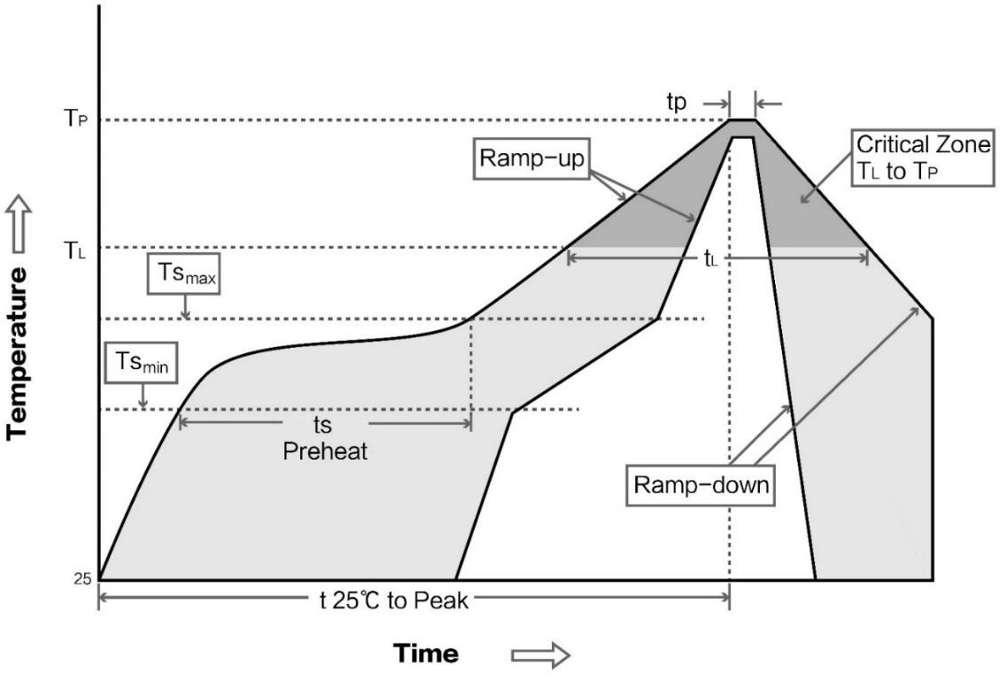 tp
TP
Ramp-up
Critical Zone
TL to TP
TL
tL
Tsmax
Tsmin
ts
Preheat
Ramp-down
25
t 25℃ to Peak
Temperature
Time